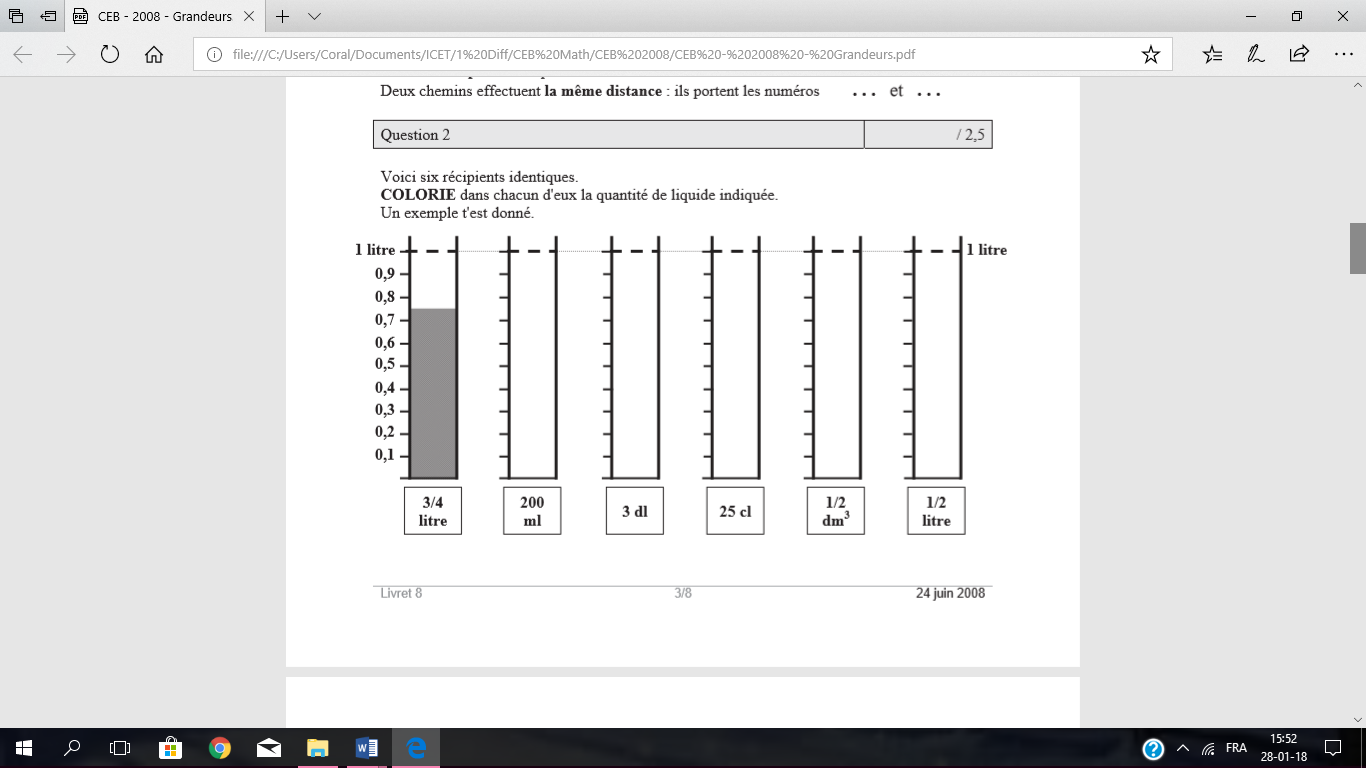 CEB - 2008 - Grandeurs
file:///C:/Users/Coral/Documents/ICET/1%20Diff/CEB%20Math/CEB%202008/CEB%20-%202008%20-%20Grandeurs.pdf
Deux chemins effectuent la même distance : ils portent les numéros ... et ...
Question 2 / 2,5
Voici six récipients identiques.
COLORIE dans chacun d'eux la quantité de liquide indiquée.
Un exemple t'est donné.
1 litre 1 litre
0,9
0,8
0,7
0,6
0,5
0,4
0,3
0,2
0,1
3/4
litre
200
ml
3 dl
25 cl
1/2
dm³
1/2
litre
Livret 8 3/8 24 juin 2008
FRA
15:52
28-01-18